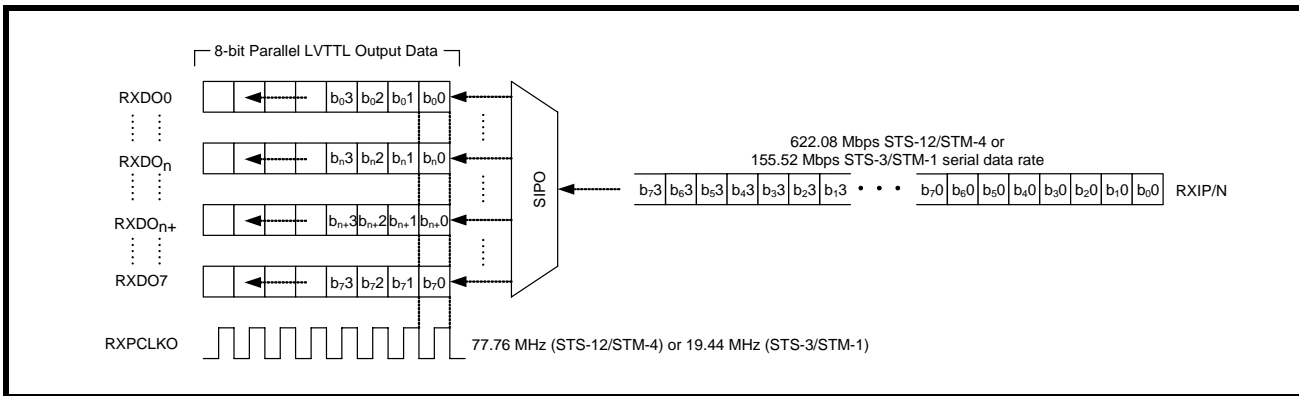 8-bit Parallel LVTTL Output Data
RXDO0
b₀3 b₀2 b₀1 b₀0
RXDOₙ
bₙ3 bₙ2 bₙ1 bₙ0
RXDOₙ₊
bₙ₊3 bₙ₊2 bₙ₊1 bₙ₊0
RXDO7
b₇3 b₇2 b₇1 b₇0
RXPCLKO
77.76 MHz (STS-12/STM-4) or 19.44 MHz (STS-3/STM-1)
SIPO
622.08 Mbps STS-12/STM-4 or
155.52 Mbps STS-3/STM-1 serial data rate
b₇3 b₆3 b₅3 b₄3 b₃3 b₂3 b₁3 • • • b₇0 b₆0 b₅0 b₄0 b₃0 b₂0 b₁0 b₀0 RXIP/N